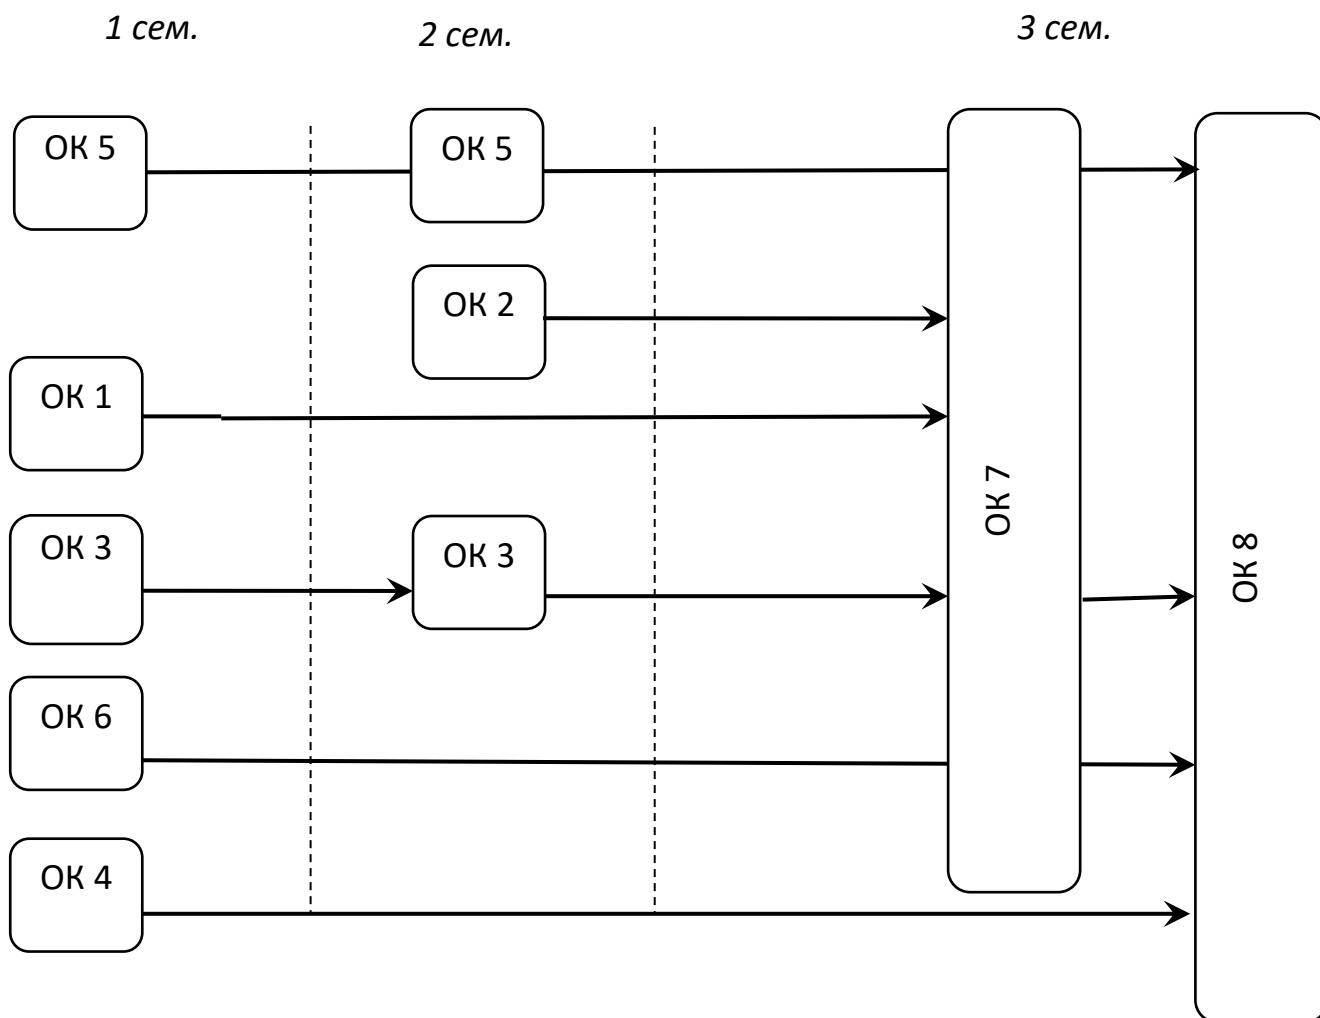 1 сем.
2 сем.
3 сем.
ОК 5
ОК 5
ОК 2
ОК 1
ОК 7
ОК 3
ОК 3
ОК 8
ОК 6
ОК 4